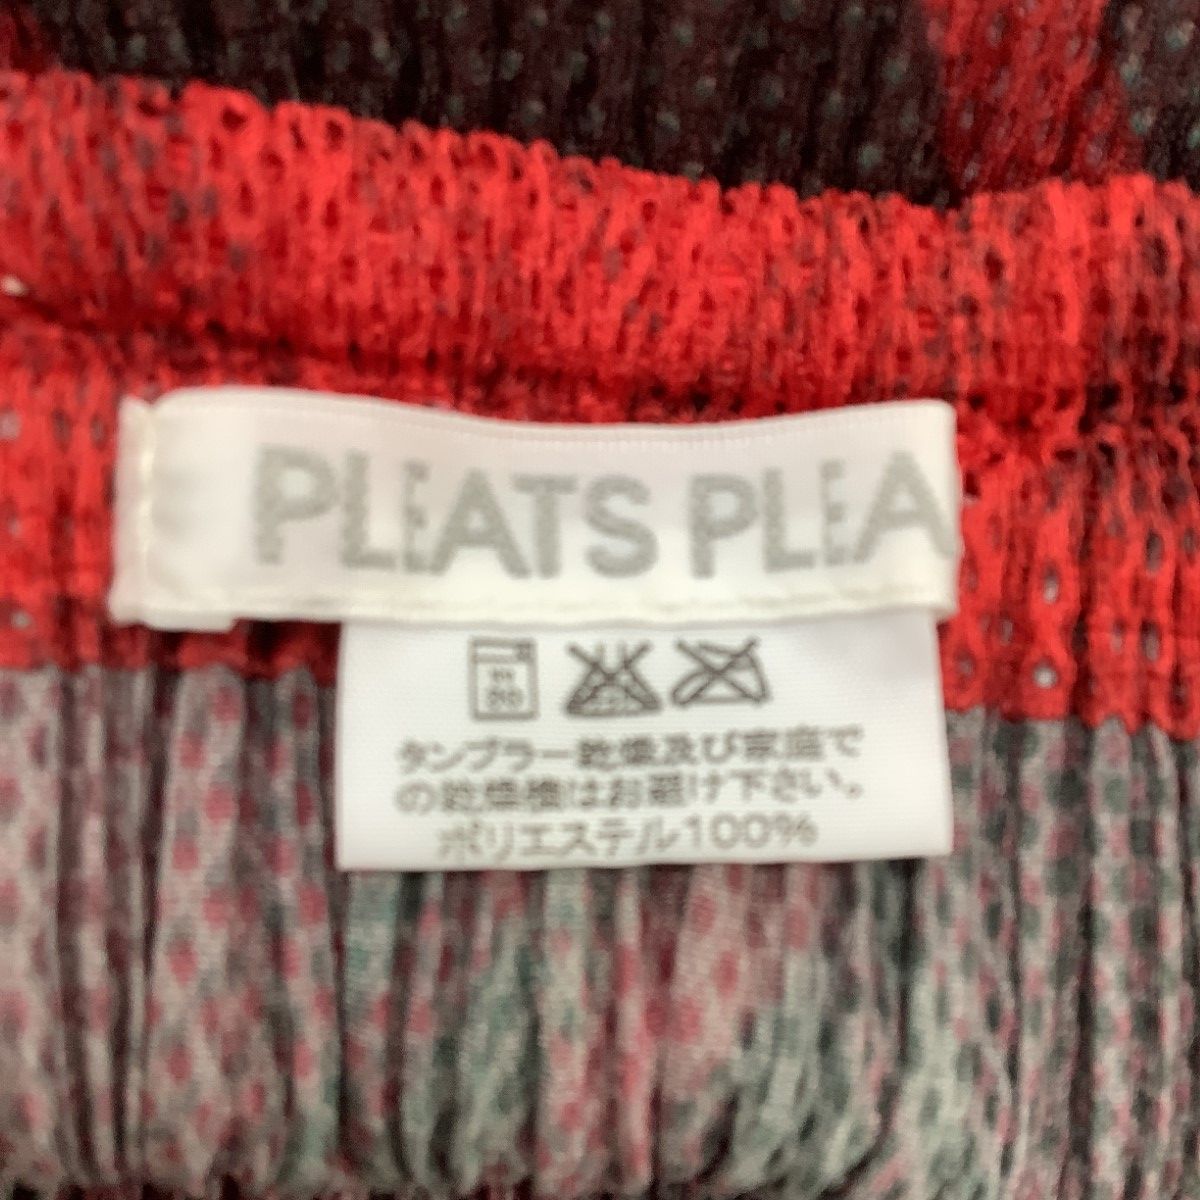 PLEATS PLEA
タンブラー乾燥及び家庭で
の乾燥機はお避け下さい。
ポリエステル100%